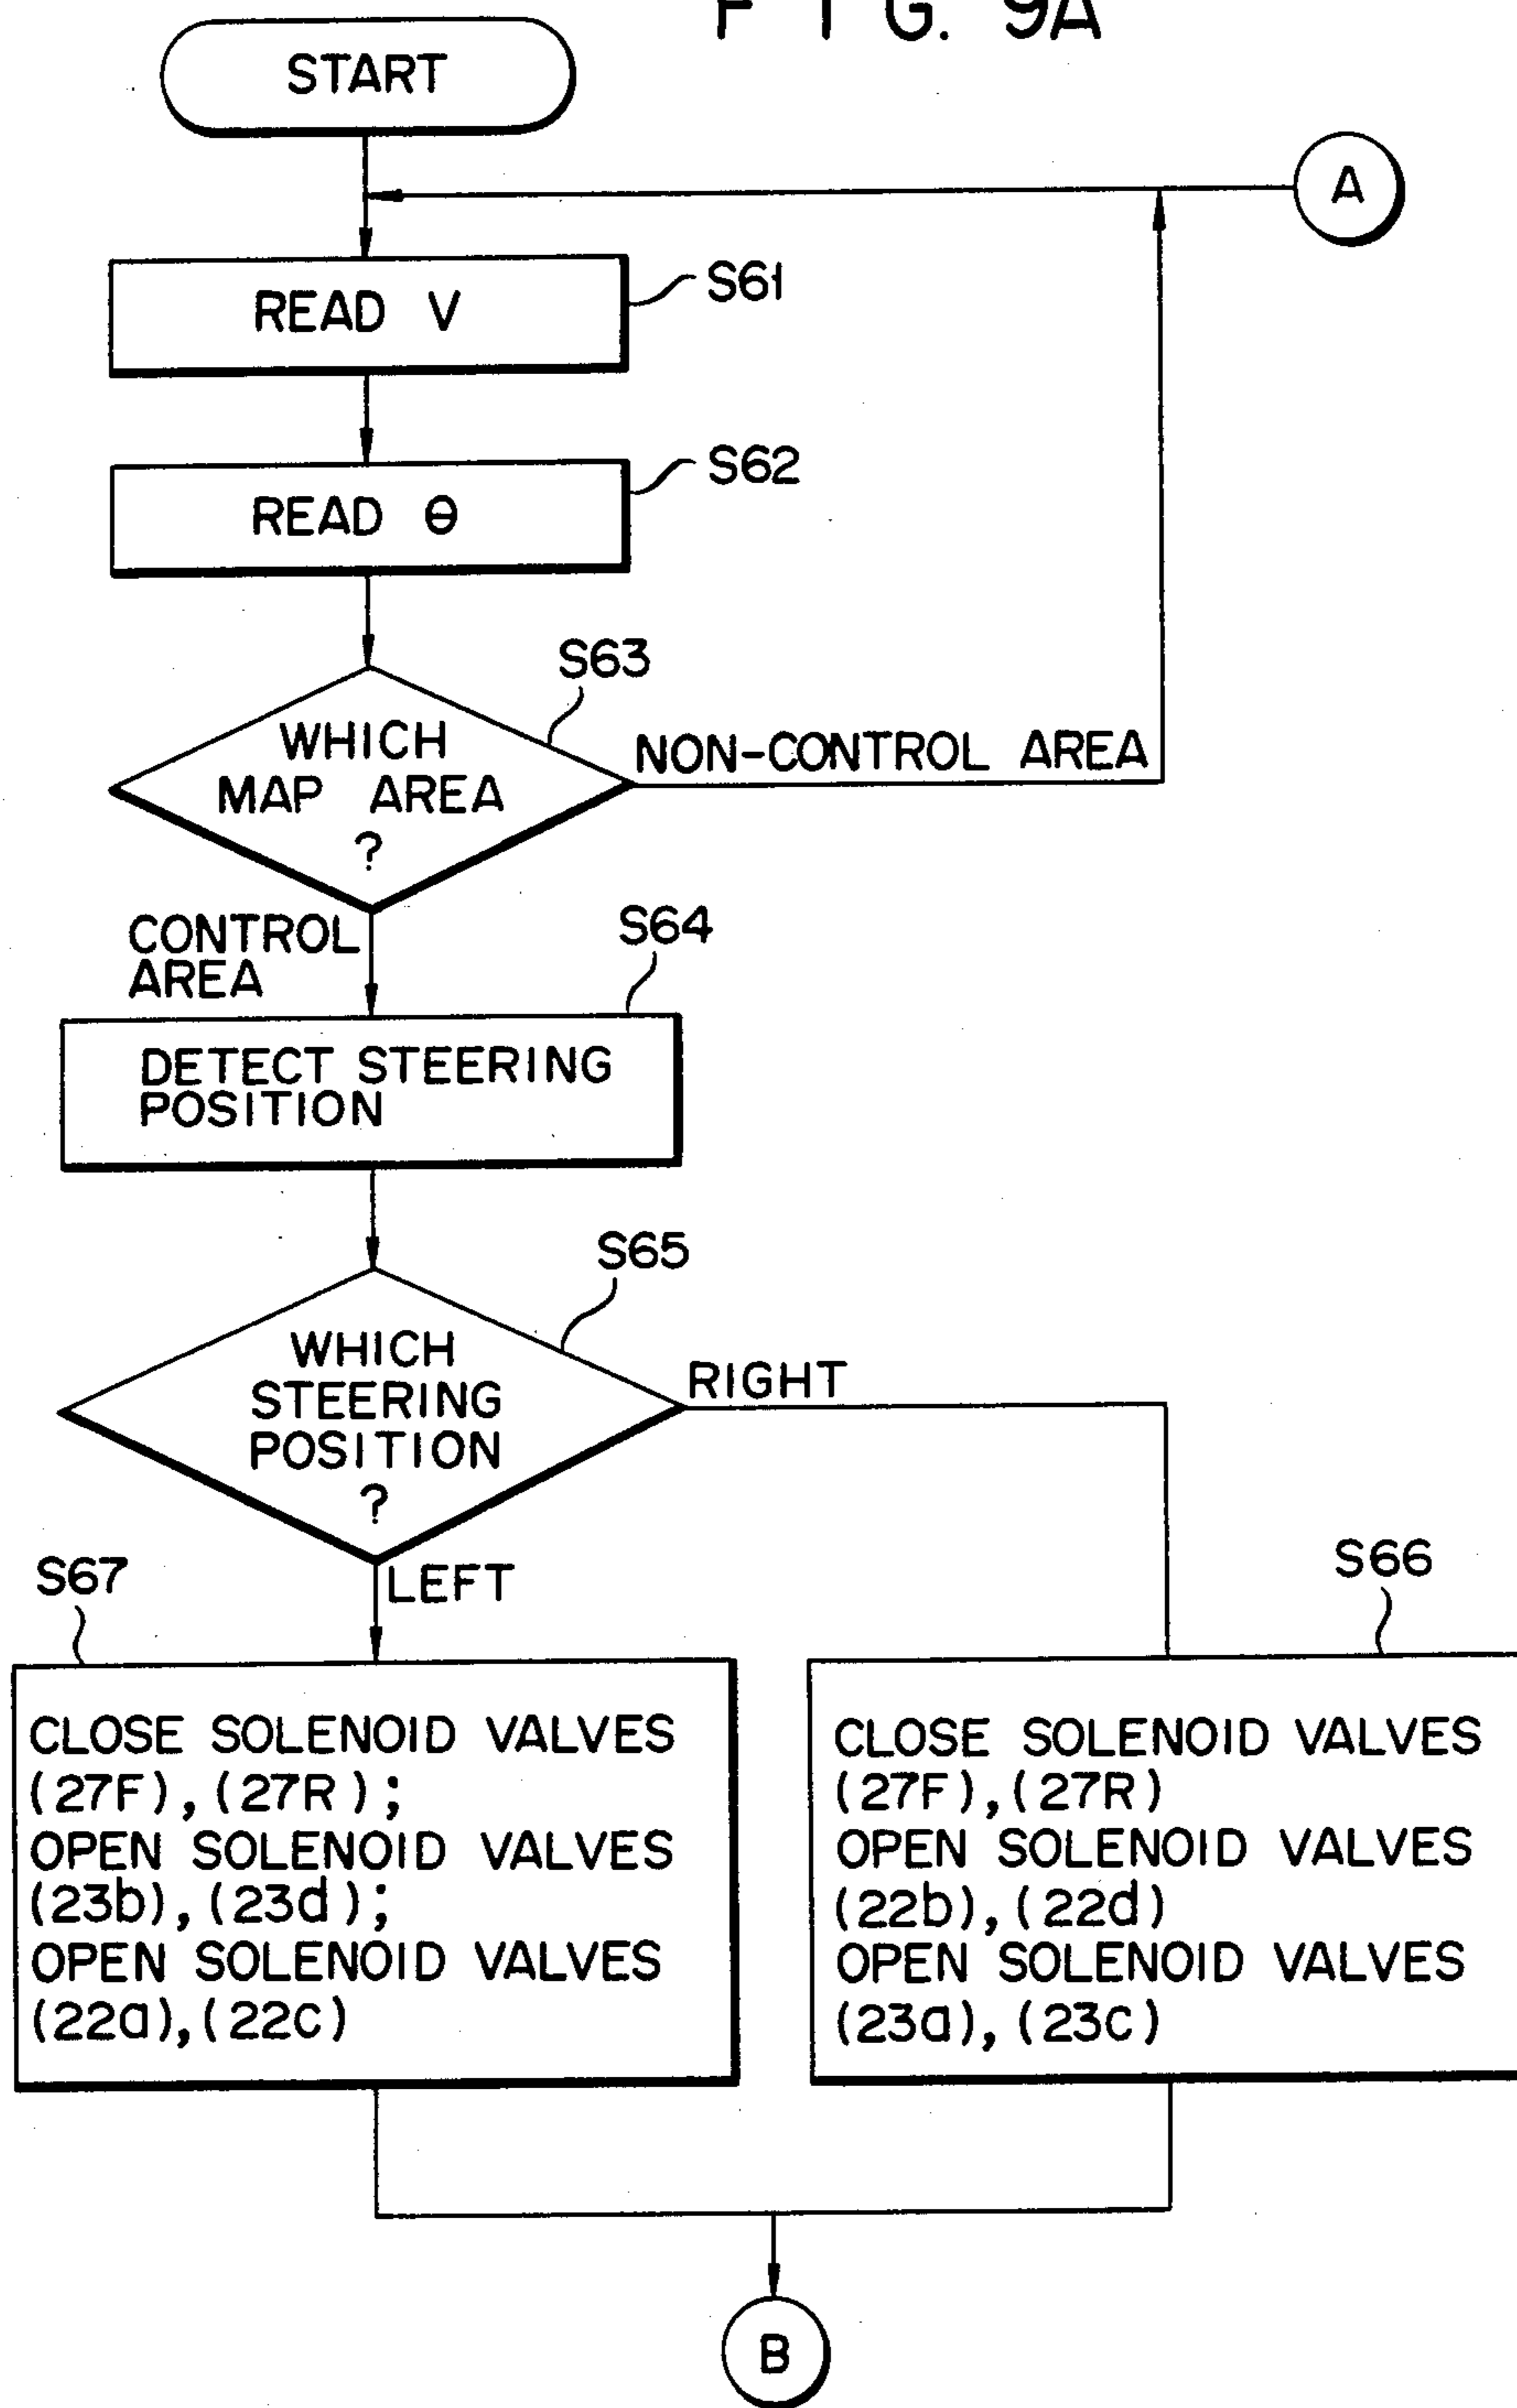 FIG. 9A
START
A
READ V
S61
READ θ
S62
S63
WHICH
MAP AREA
?
NON-CONTROL AREA
CONTROL
AREA
S64
DETECT STEERING
POSITION
S65
WHICH
STEERING
POSITION
?
RIGHT
LEFT
S67
CLOSE SOLENOID VALVES
(27F), (27R);
OPEN SOLENOID VALVES
(23b), (23d);
OPEN SOLENOID VALVES
(22a), (22c)
S66
CLOSE SOLENOID VALVES
(27F), (27R)
OPEN SOLENOID VALVES
(22b), (22d)
OPEN SOLENOID VALVES
(23a), (23c)
B